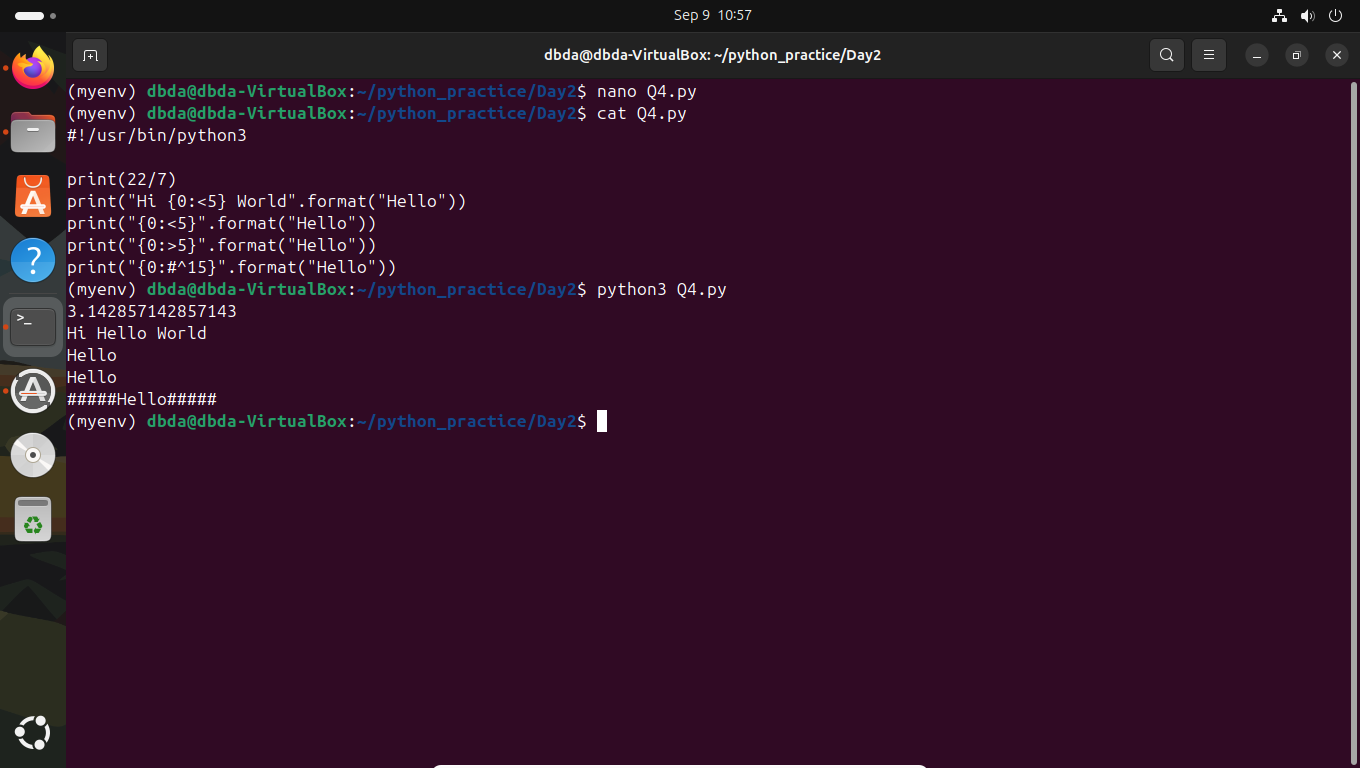 Sep 9 10:57
dbda@dbda-VirtualBox: ~/python_practice/Day2
(myenv) dbda@dbda-VirtualBox:~/python_practice/Day2$ nano Q4.py
(myenv) dbda@dbda-VirtualBox:~/python_practice/Day2$ cat Q4.py
#!/usr/bin/python3
print(22/7)
print("Hi {0:<5} World".format("Hello"))
print("{0:<5}".format("Hello"))
print("{0:>5}".format("Hello"))
print("{0:#^15}".format("Hello"))
(myenv) dbda@dbda-VirtualBox:~/python_practice/Day2$ python3 Q4.py
3.142857142857143
Hi Hello World
Hello
Hello
#####Hello#####
(myenv) dbda@dbda-VirtualBox:~/python_practice/Day2$